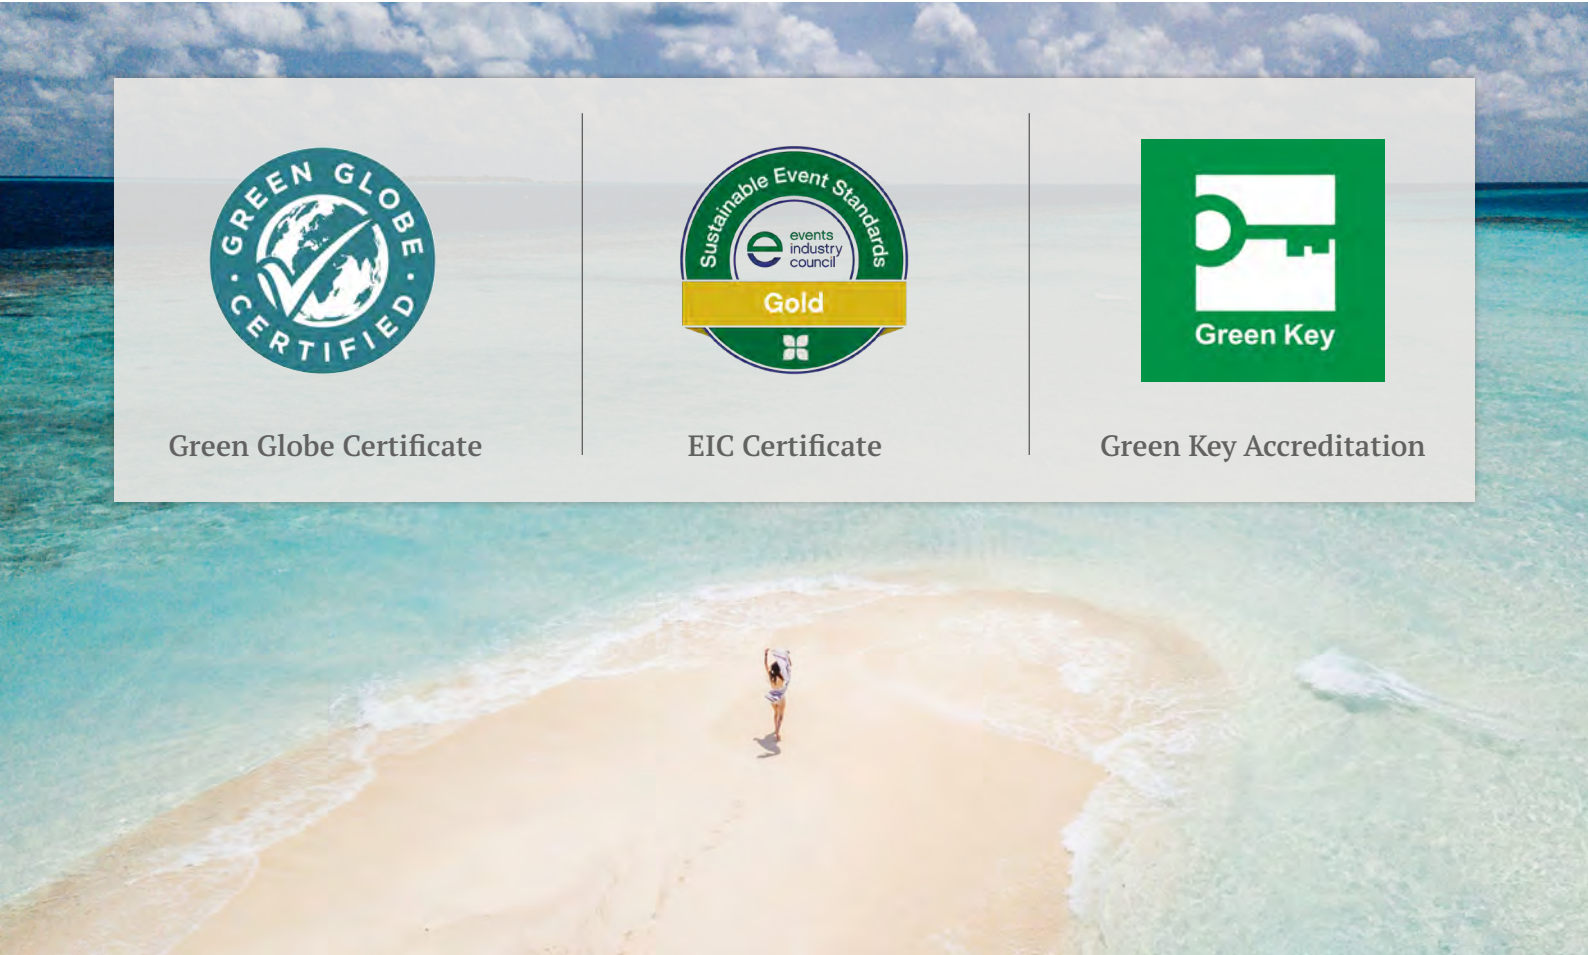 GREEN GLOBE
CERTIFIED
Green Globe Certificate
Sustainable Event Standards
events
industry
council
Gold
EIC Certificate
Green Key
Green Key Accreditation